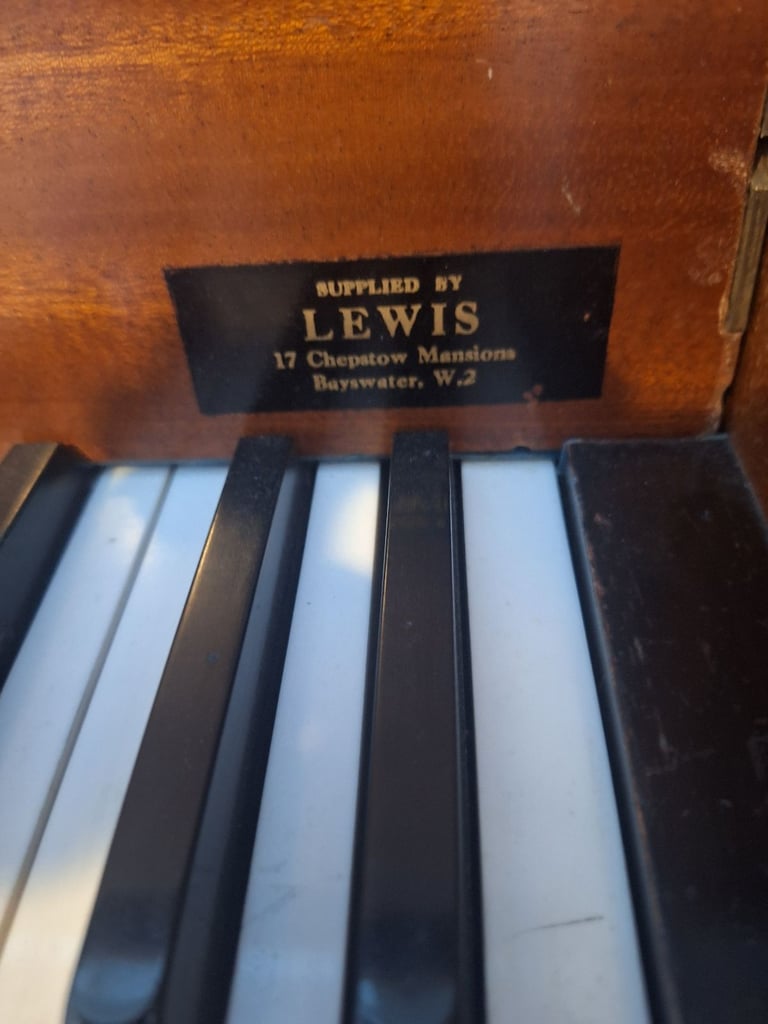 SUPPLIED BY
LEWIS
17 Chepstow Mansions
Bayswater, W.2